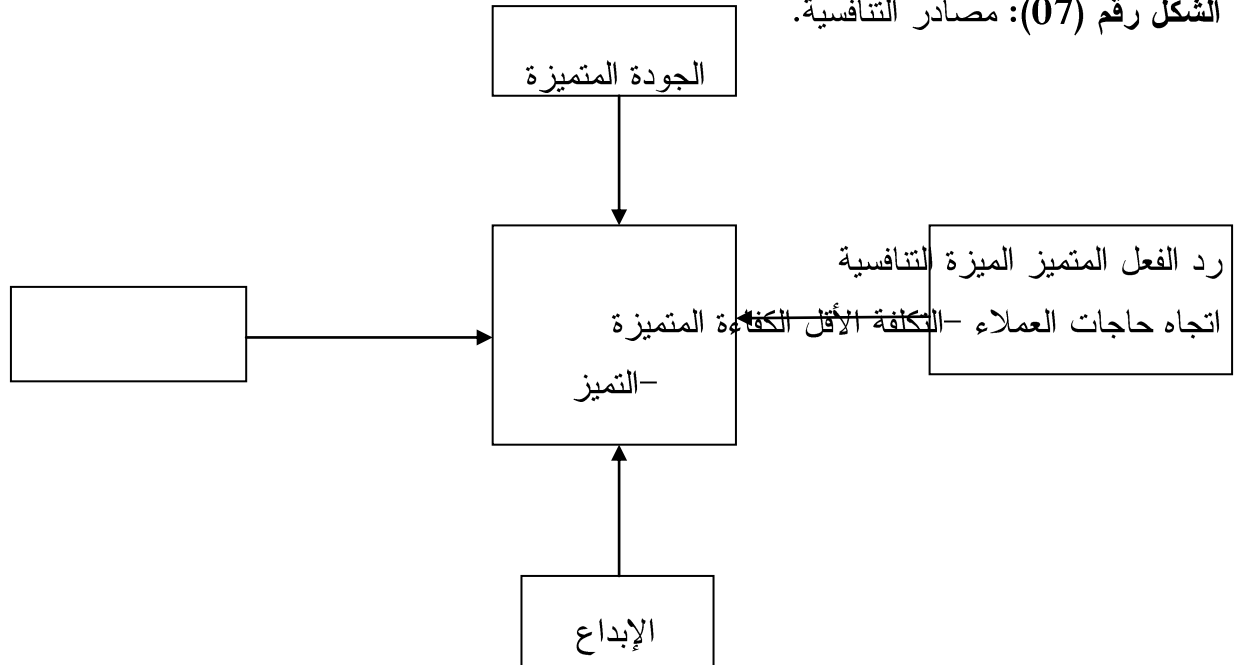 الشكل رقم (07): مصادر التنافسية.
الجودة المتميزة
رد الفعل المتميز الميزة التنافسية
اتجاه حاجات العملاء -التكلفة الأقل الكفاءة المتميزة
-التميز
الإبداع